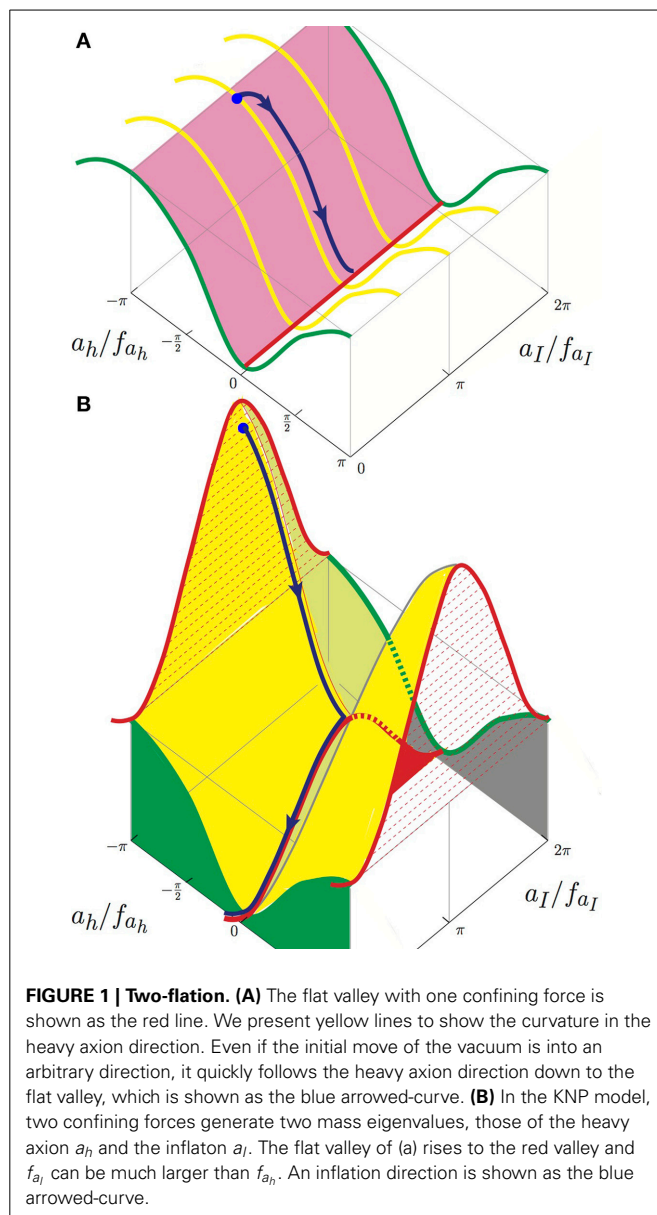 A
−π
a_h/f_{a_h}
−π/2
0
π/2
π
0
π
2π
a_I/f_{a_I}
B
−π
a_h/f_{a_h}
−π/2
0
π
2π
a_I/f_{a_I}
FIGURE 1 | Two-flation. (A) The flat valley with one confining force is
shown as the red line. We present yellow lines to show the curvature in the
heavy axion direction. Even if the initial move of the vacuum is into an
arbitrary direction, it quickly follows the heavy axion direction down to the
flat valley, which is shown as the blue arrowed-curve. (B) In the KNP model,
two confining forces generate two mass eigenvalues, those of the heavy
axion a_h and the inflaton a_I. The flat valley of (a) rises to the red valley and
f_{a_I} can be much larger than f_{a_h}. An inflation direction is shown as the blue
arrowed-curve.